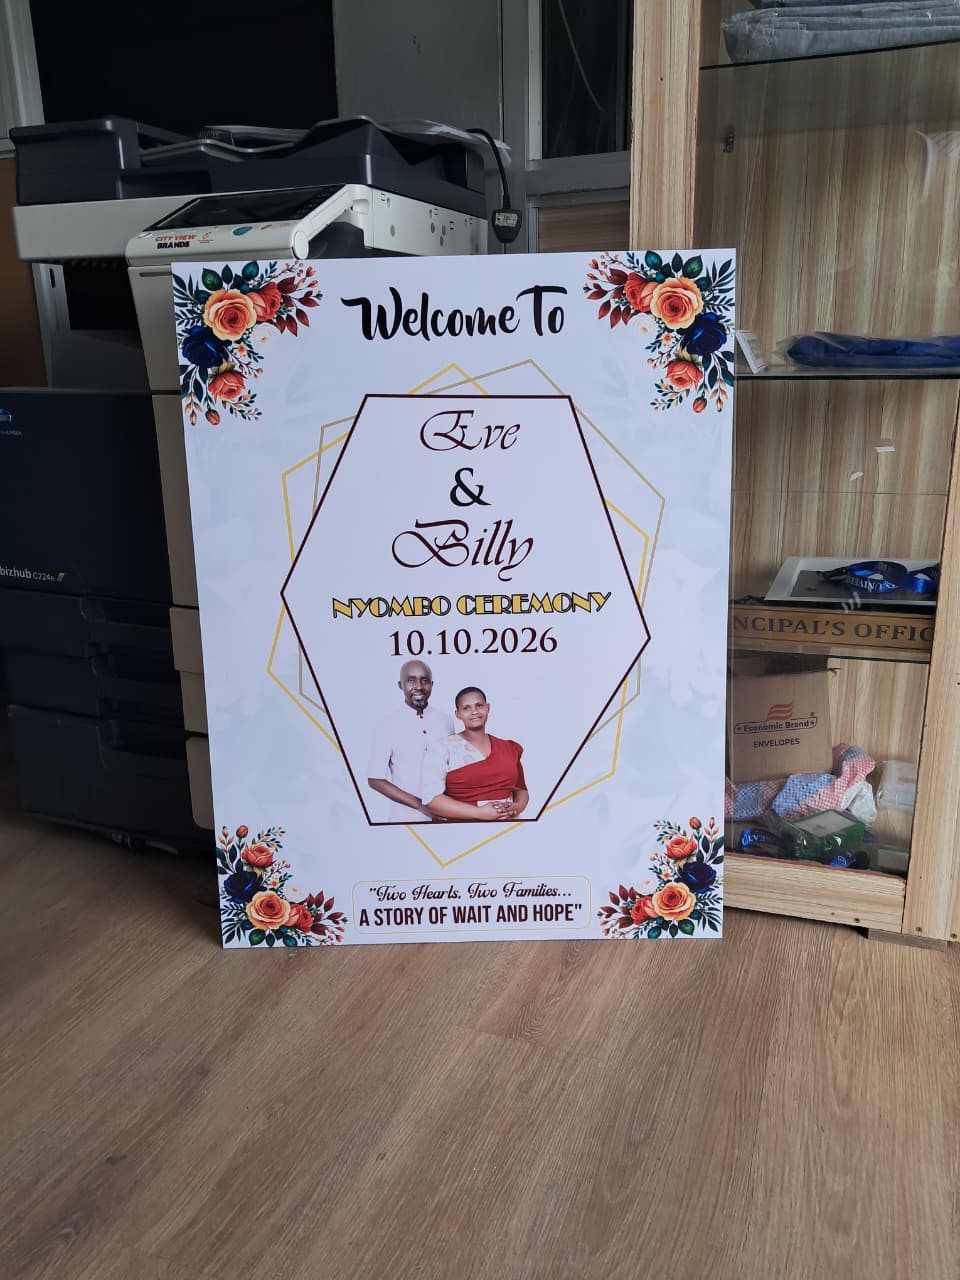 CITY VIEW
BRANDS
Welcome To
Eve
&
Billy
NYOMBO CEREMONY
10.10.2026
"Two Hearts, Two Families...
A STORY OF WAIT AND HOPE"
bizhub C224e
NCIPAL'S OFFIC
Economic Brand
ENVELOPES